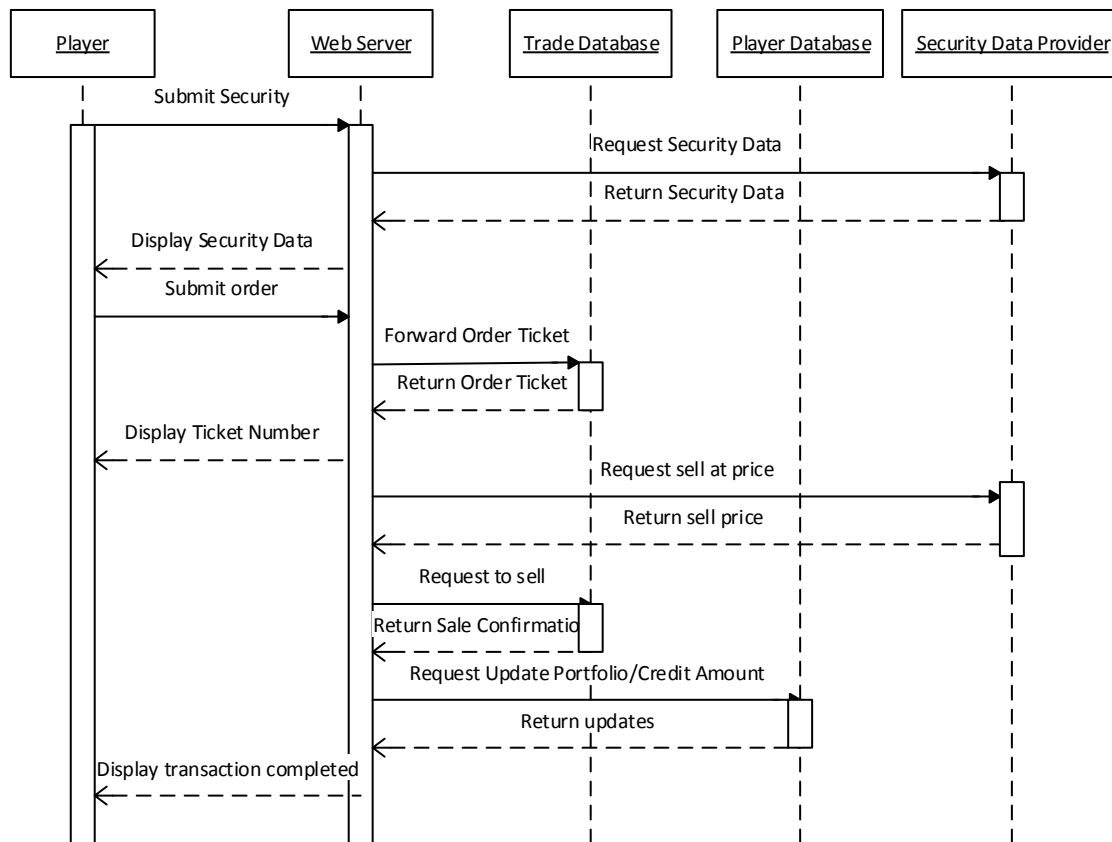 Player
Web Server
Trade Database
Player Database
Security Data Provider
Submit Security
Request Security Data
Return Security Data
Display Security Data
Submit order
Forward Order Ticket
Return Order Ticket
Display Ticket Number
Request sell at price
Return sell price
Request to sell
Return Sale Confirmatio
Request Update Portfolio/Credit Amount
Return updates
Display transaction completed